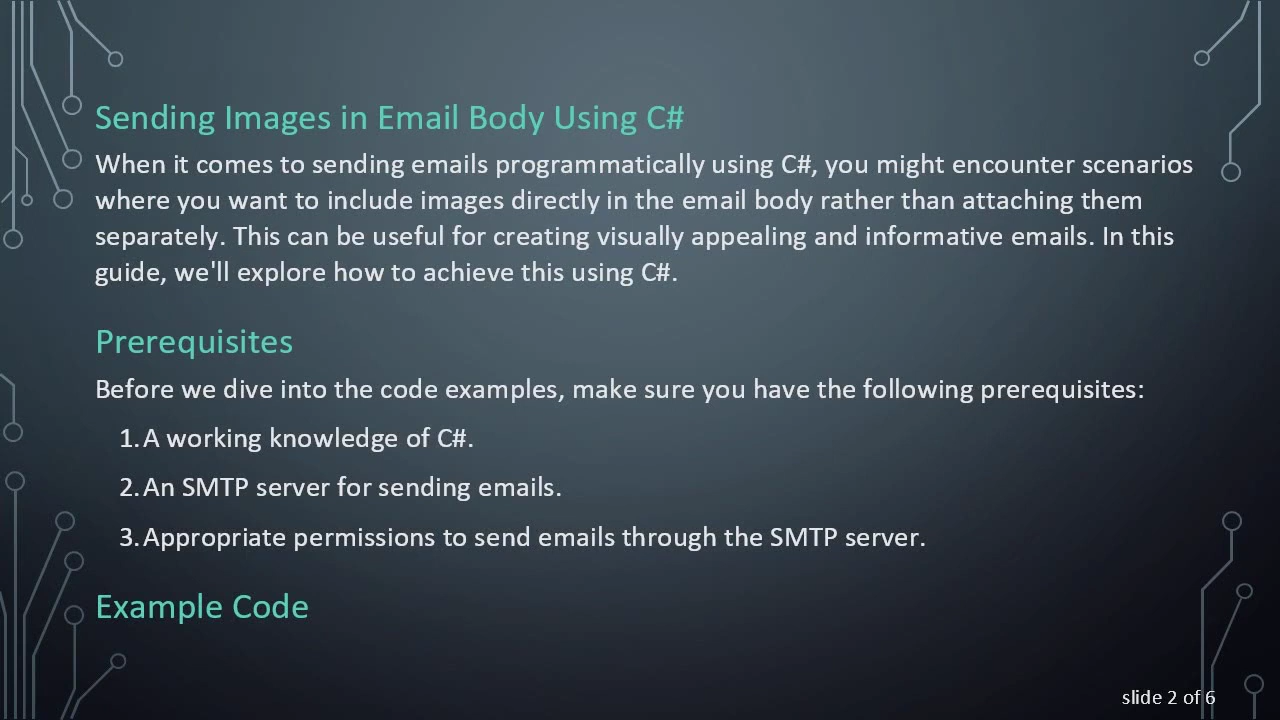 Sending Images in Email Body Using C#
When it comes to sending emails programmatically using C#, you might encounter scenarios
where you want to include images directly in the email body rather than attaching them
separately. This can be useful for creating visually appealing and informative emails. In this
guide, we'll explore how to achieve this using C#.
Prerequisites
Before we dive into the code examples, make sure you have the following prerequisites:
1. A working knowledge of C#.
2. An SMTP server for sending emails.
3. Appropriate permissions to send emails through the SMTP server.
Example Code
slide 2 of 6